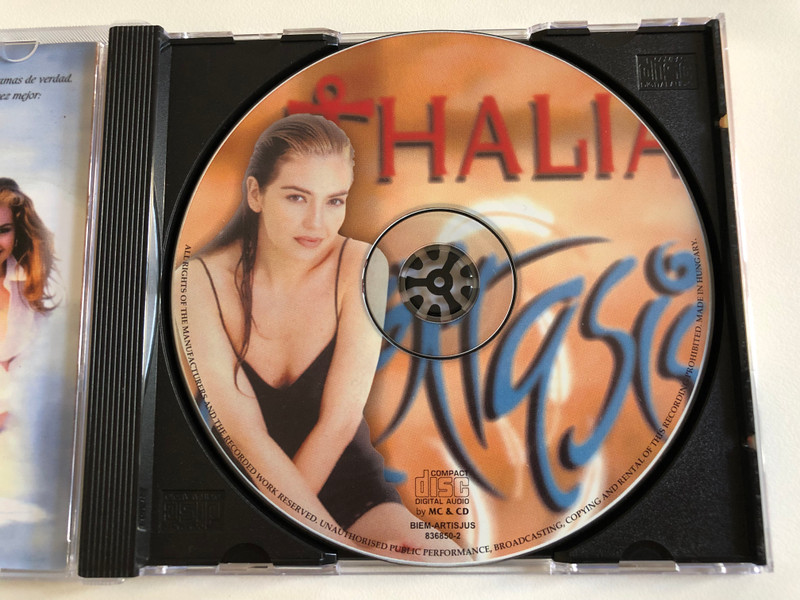 amas de verdad.
ez mejor:
THALIA
xtasis
COMPACT
disc
DIGITAL AUDIO
by MC & CD
BIEM-ARTISJUS
836850-2
ALL RIGHTS OF THE MANUFACTURERS AND THE RECORDED WORK RESERVED. UNAUTHORISED PUBLIC PERFORMANCE, BROADCASTING, COPYING AND RENTAL OF THIS RECORDING PROHIBITED. MADE IN HUNGARY.